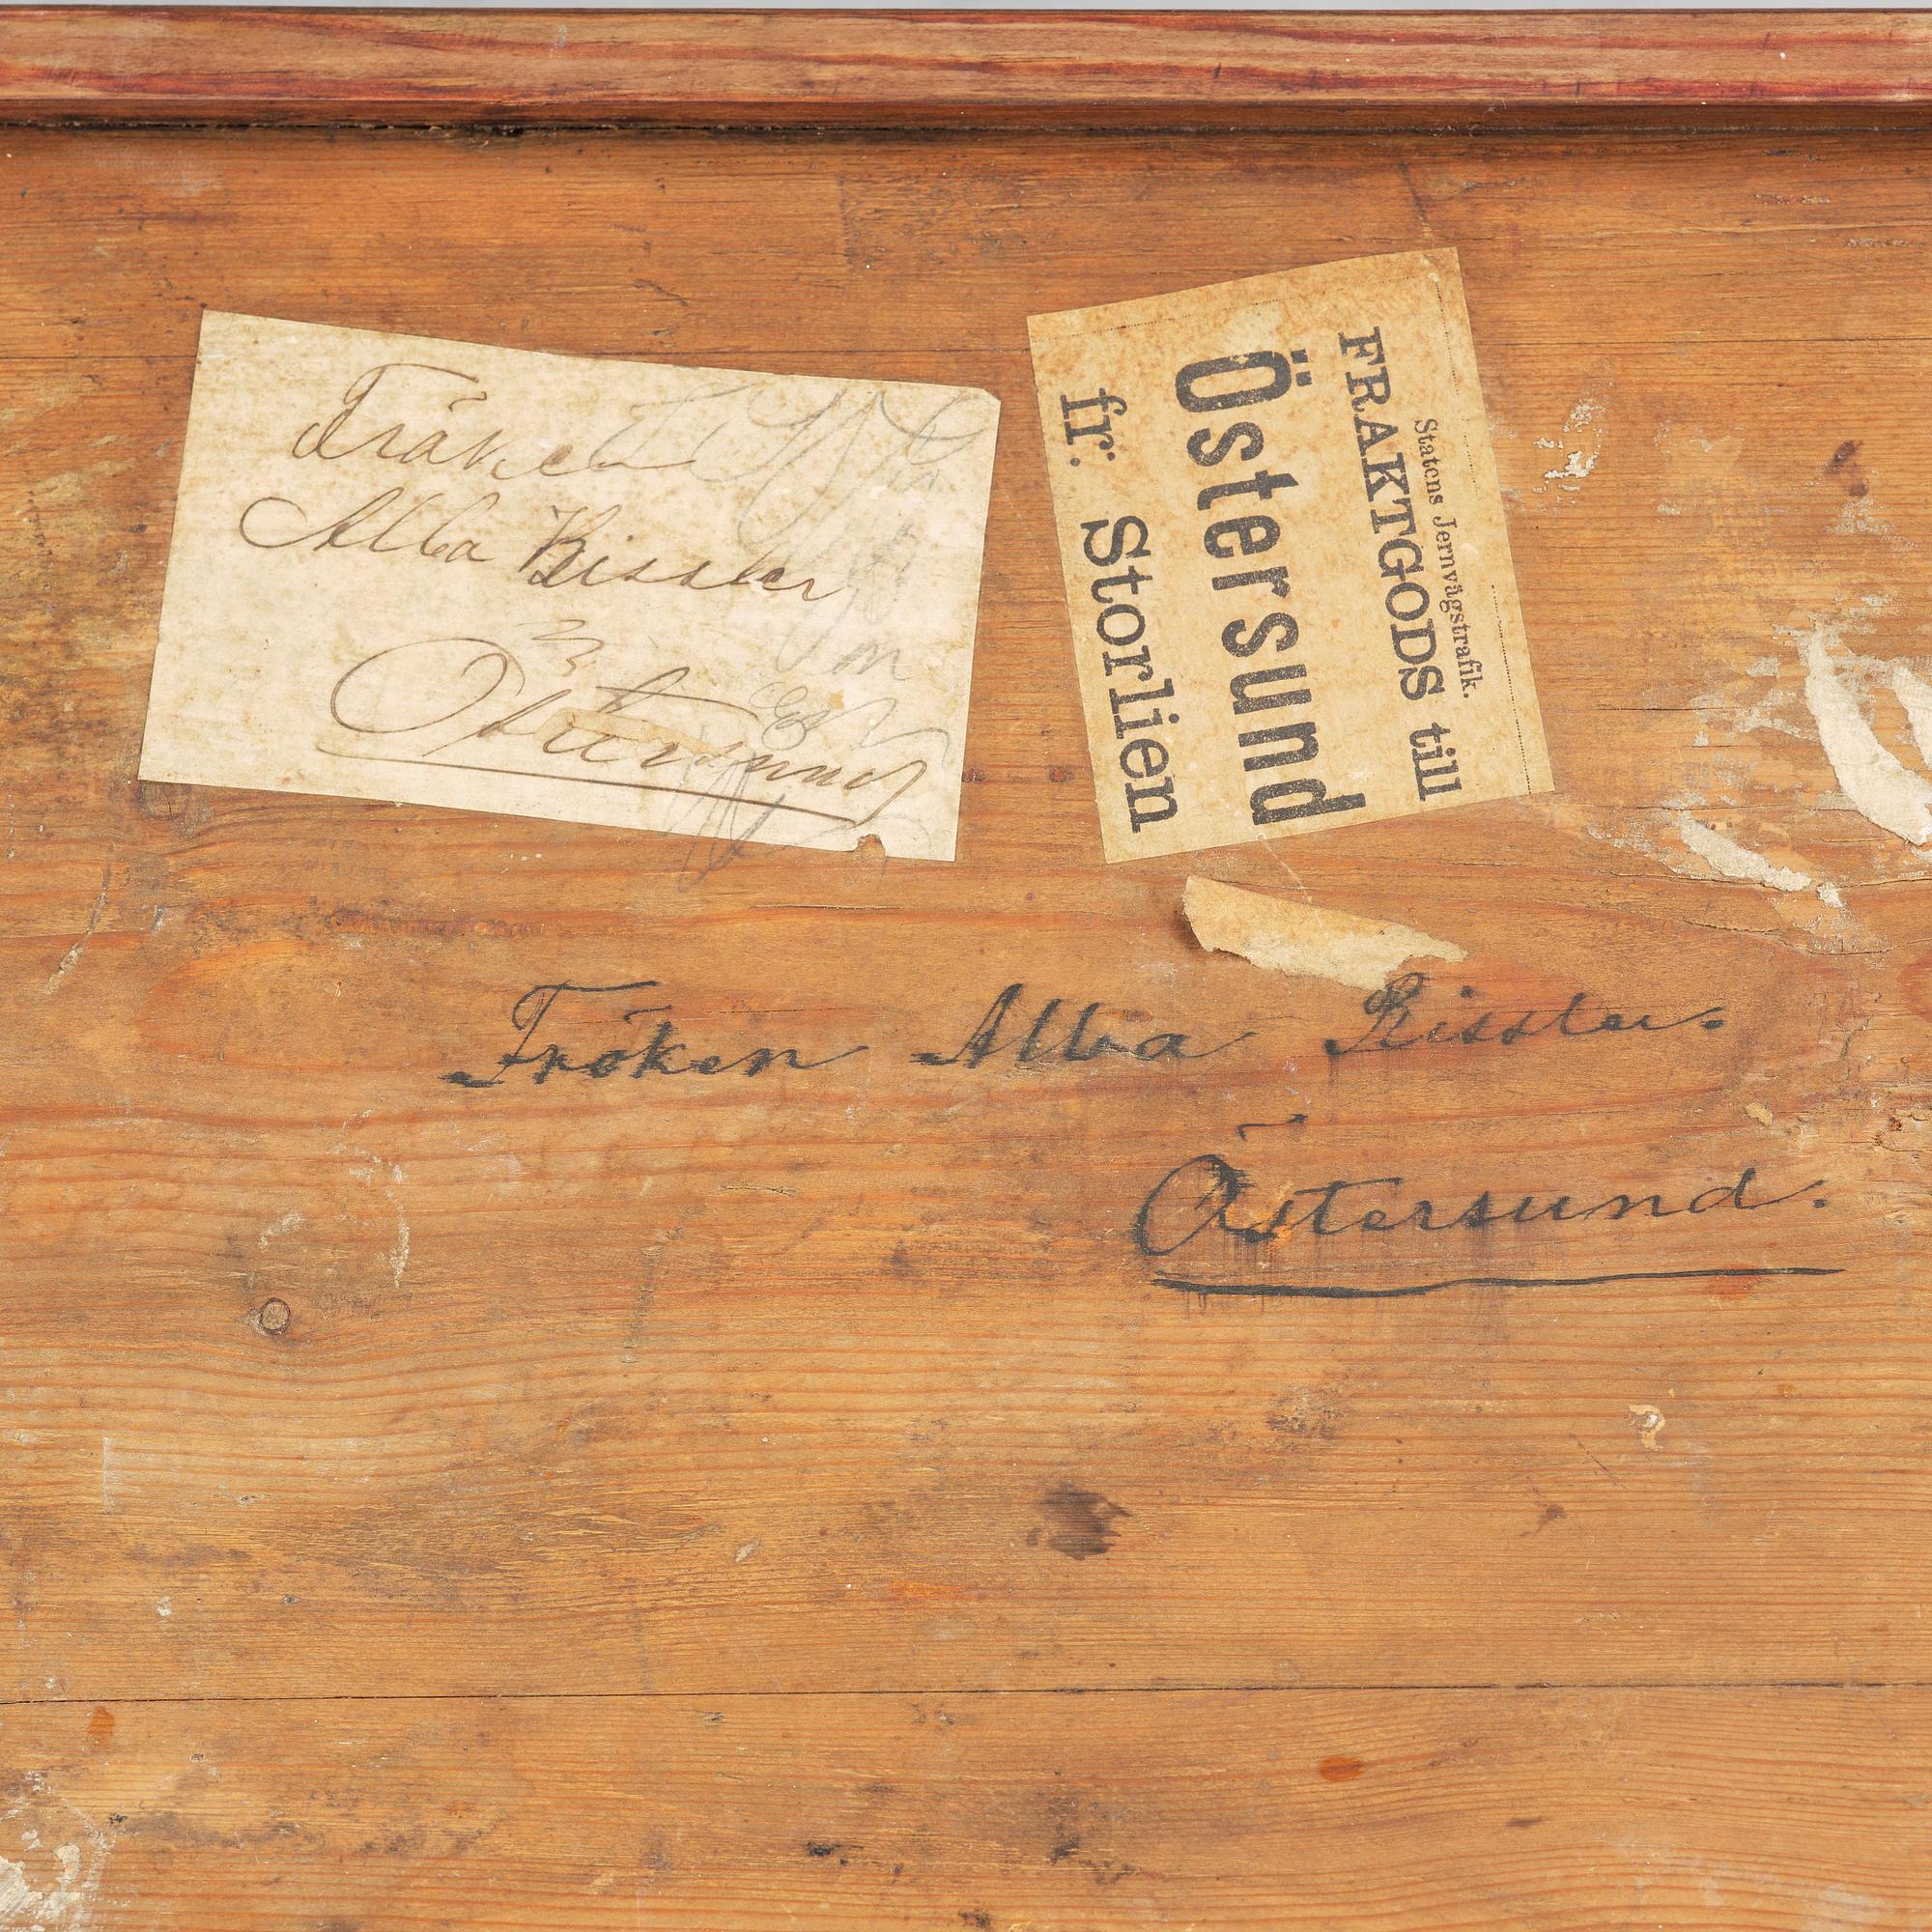 Fröken
Alba Rissler
Östersund
Statens Jernvägstrafik.
FRAKTGODS till
Östersund
fr. Storlien
Fröken Alba Rissler.
Östersund.